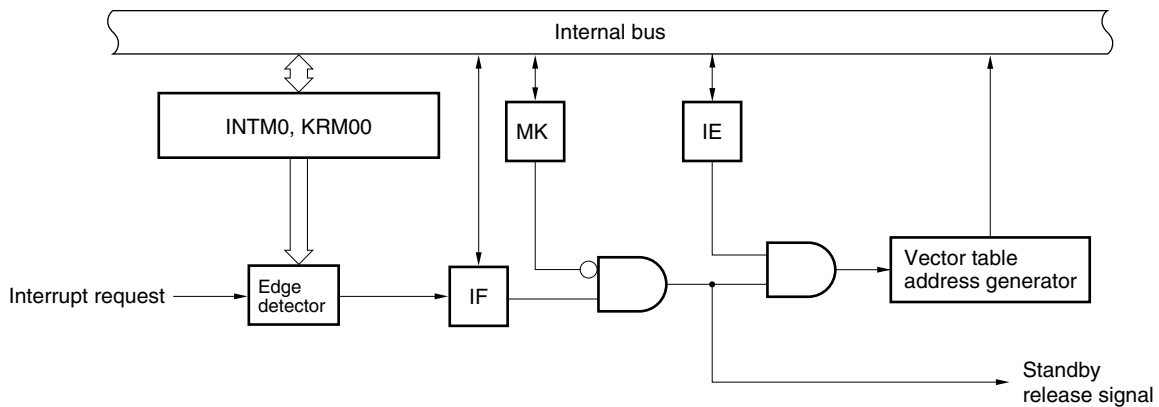 Internal bus
INTM0, KRM00
MK
IE
Interrupt request
Edge
detector
IF
Vector table
address generator
Standby
release signal